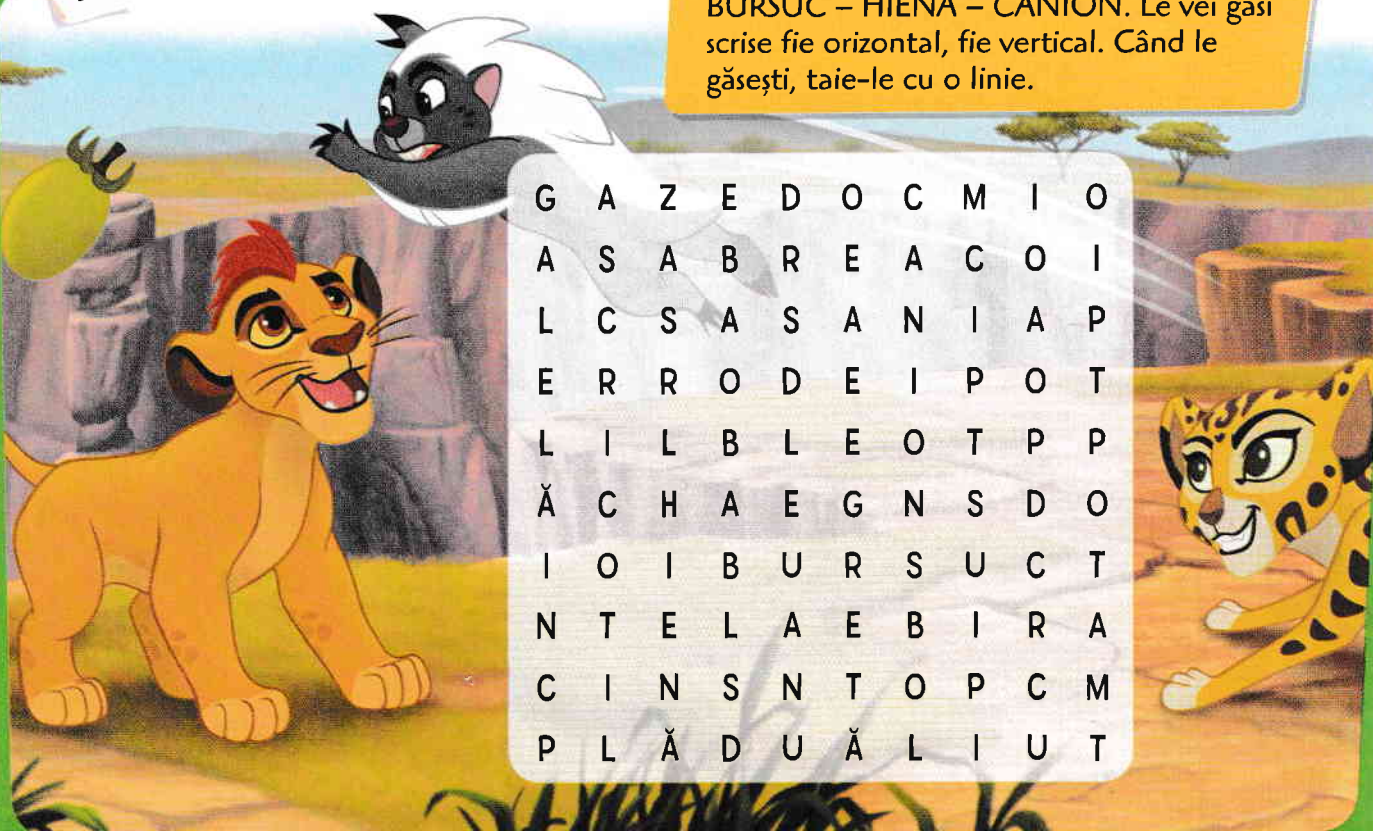 BURSUC – HIENĂ – CANION. Le vei găsi
scrise fie orizontal, fie vertical. Când le
găsești, taie-le cu o linie.
G A Z E D O C M I O
A S A B R E A C O I
L C S A S A N I A P
E R R O D E I P O T
L I L B L E O T P P
Ă C H A E G N S D O
I O I B U R S U C T
N T E L A E B I R A
C I N S N T O P C M
P L Ă D U Ă L I U T